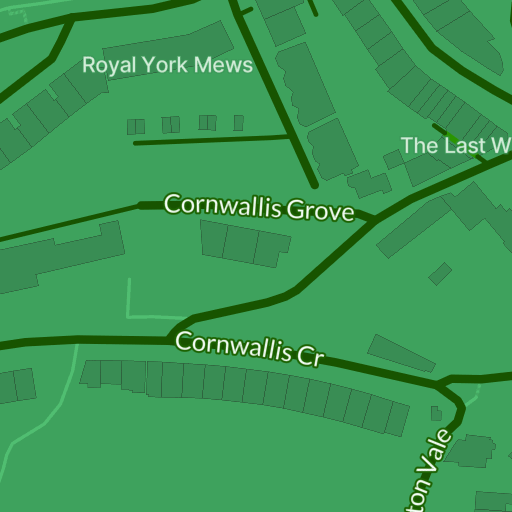 Royal York Mews
The Last W
Cornwallis Grove
Cornwallis Cr
ton Vale